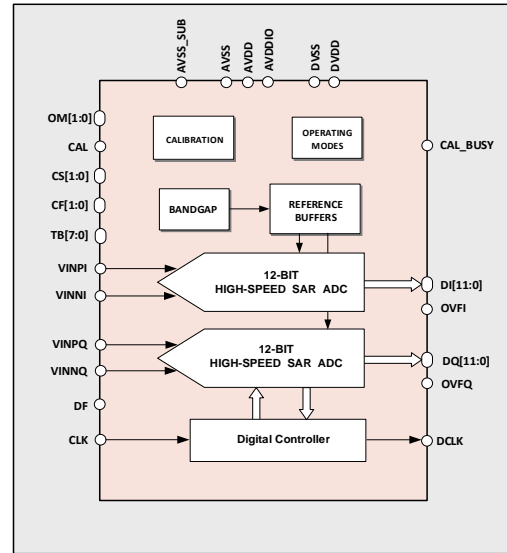 AVSS_SUB
AVSS
AVDD
AVDDIO
DVSS
DVDD
OM[1:0]
CAL
CS[1:0]
CF[1:0]
TB[7:0]
VINPI
VINNI
VINPQ
VINNQ
DF
CLK
CALIBRATION
OPERATING
MODES
BANDGAP
REFERENCE
BUFFERS
12-BIT
HIGH-SPEED SAR ADC
12-BIT
HIGH-SPEED SAR ADC
Digital Controller
CAL_BUSY
DI[11:0]
OVFI
DQ[11:0]
OVFQ
DCLK